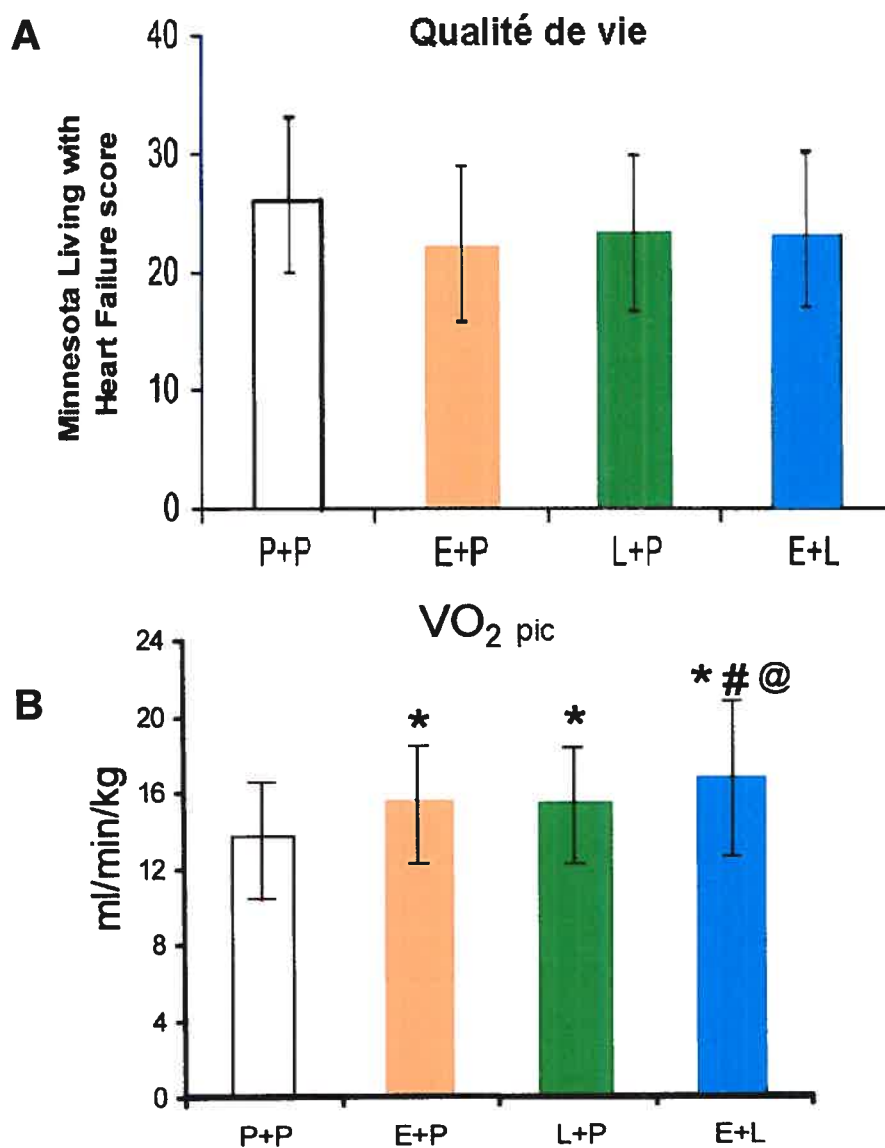 A
Qualité de vie
Minnesota Living with
Heart Failure score
40
30
20
10
0
P+P E+P L+P E+L
B
VO2 pic
ml/min/kg
24
20
16
12
8
4
0
* * * # @
P+P E+P L+P E+L